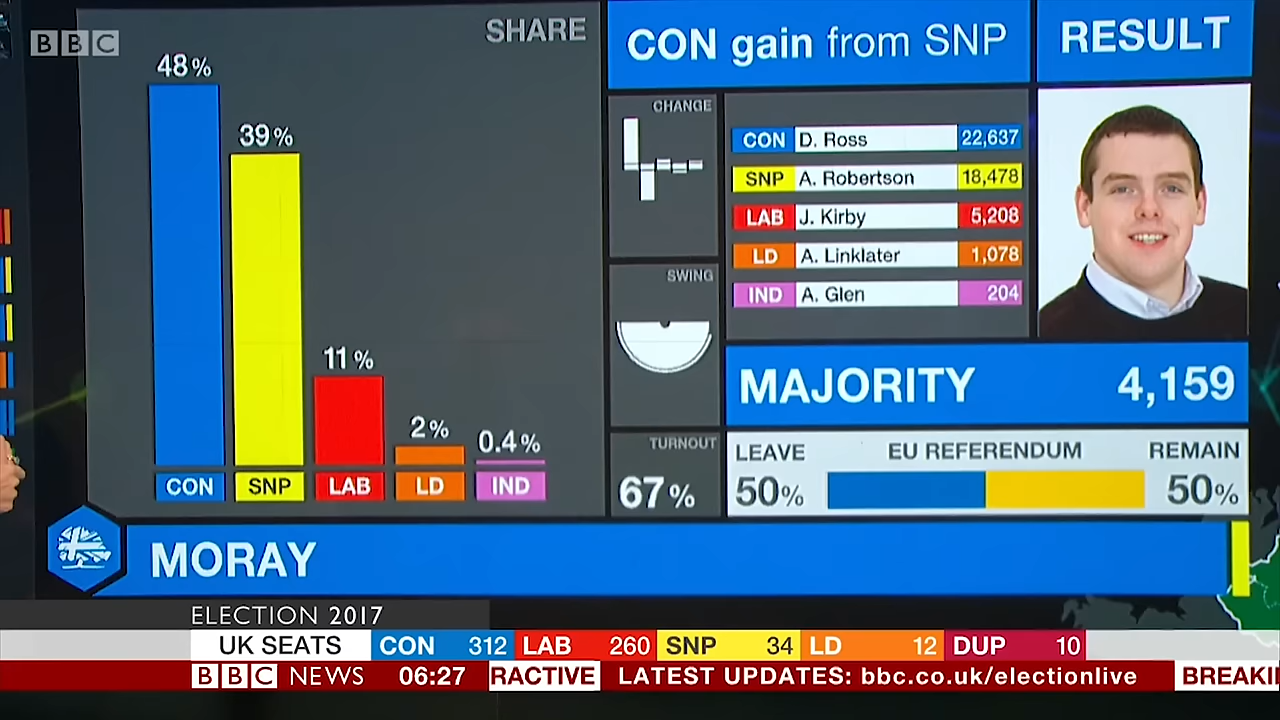 BBC
SHARE
48%
39%
11%
2%
0.4%
CON
SNP
LAB
LD
IND
CON gain from SNP
RESULT
CHANGE
SWING
TURNOUT
67%
CON D. Ross 22,637
SNP A. Robertson 18,478
LAB J. Kirby 5,208
LD A. Linklater 1,078
IND A. Glen 204
MAJORITY 4,159
LEAVE EU REFERENDUM REMAIN
50% 50%
MORAY
ELECTION 2017
UK SEATS CON 312 LAB 260 SNP 34 LD 12 DUP 10
BBC NEWS 06:27 RACTIVE LATEST UPDATES: bbc.co.uk/electionlive BREAKI